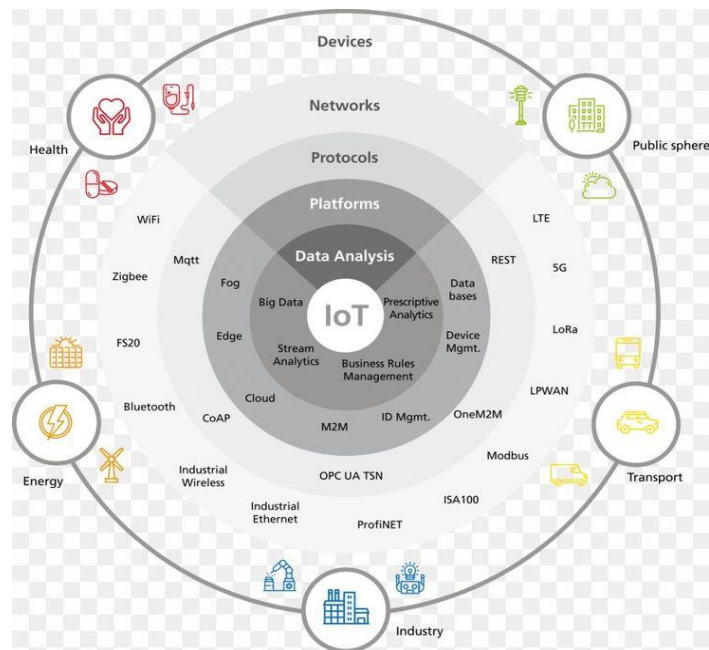 Devices
Networks
Health
Public sphere
Protocols
Platforms
WiFi
LTE
Data Analysis
Mqtt
REST
Zigbee
5G
Fog
Data
bases
Big Data
IoT
Prescriptive
Analytics
FS20
Edge
Device
Mgmt.
LoRa
Stream
Analytics
Business Rules
Management
Bluetooth
Cloud
LPWAN
CoAP
M2M
ID Mgmt.
OneM2M
Energy
Industrial
Wireless
OPC UA TSN
Modbus
Transport
Industrial
Ethernet
ProfiNET
ISA100
Industry